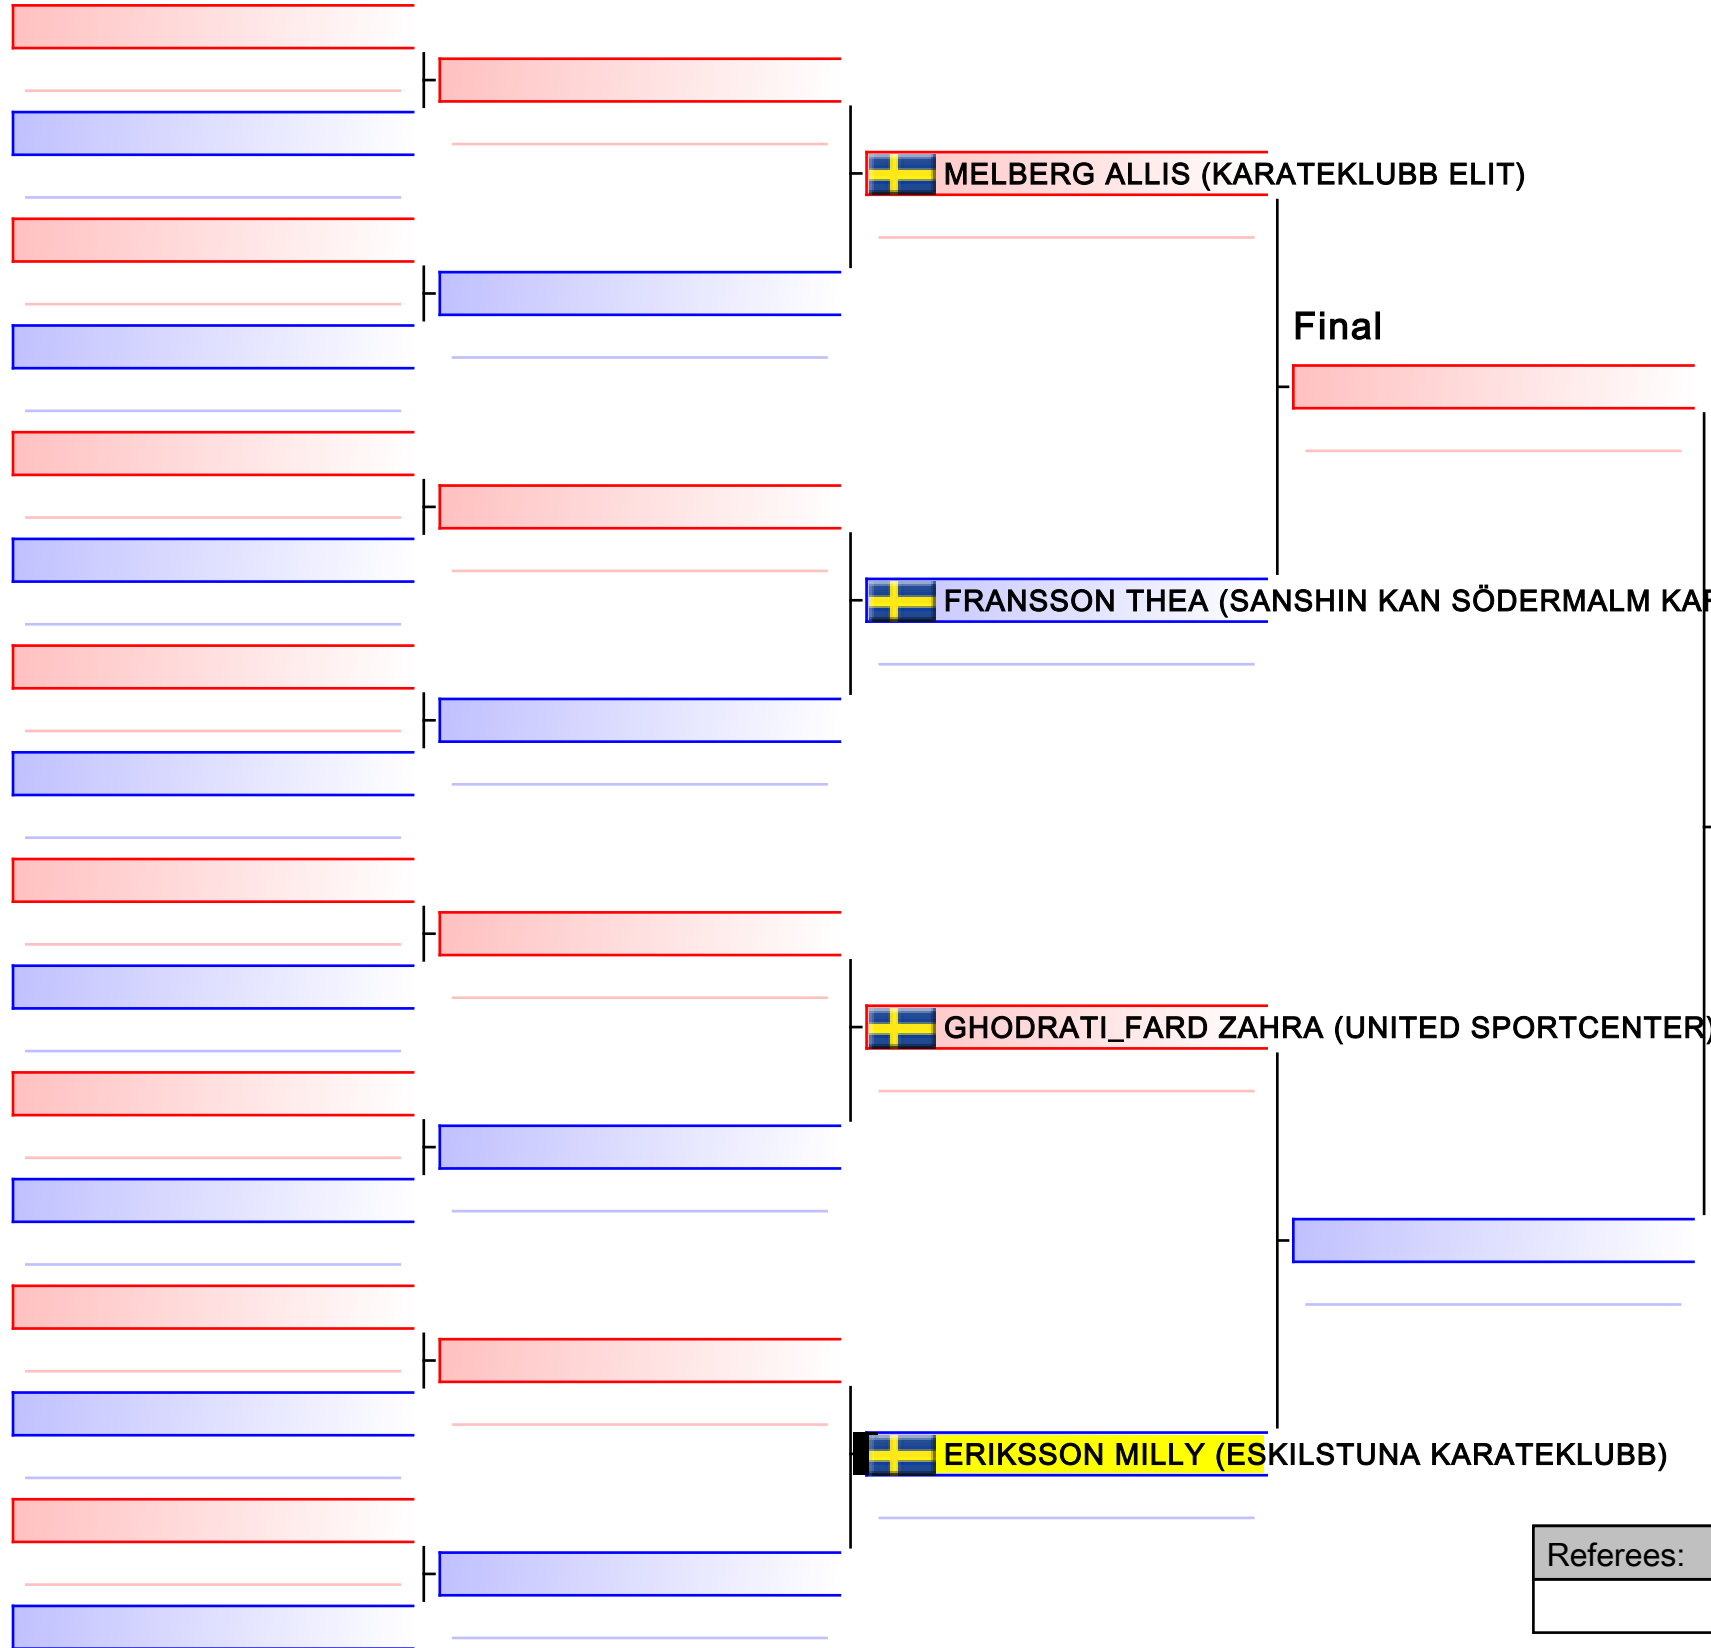 MELBERG ALLIS (KARATEKLUBB ELIT)
Final
FRANSSON THEA (SANSHIN KAN SÖDERMALM
GHODRATI_FARD ZAHRA (UNITED SPORTCENTER)
ERIKSSON MILLY (ESKILSTUNA KARATEKLUBB)
Referees: